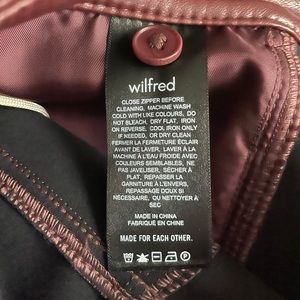 wilfred
CLOSE ZIPPER BEFORE
CLEANING, MACHINE WASH
COLD WITH LIKE COLOURS, DO
NOT BLEACH, DRY FLAT, IRON
ON REVERSE, COOL IRON ONLY
IF NEEDED, OR DRY CLEAN
FERMER LA FERMETURE ÉCLAIR
AVANT DE LAVER, LAVER À LA
MACHINE À L'EAU FROIDE AVEC
COULEURS SEMBLABLES, NE
PAS JAVELISER, SÉCHER À
PLAT, REPASSER LA
GARNITURE À L'ENVERS,
REPASSAGE DOUX SI
NÉCESSAIRE, OU NETTOYER À
SEC
MADE IN CHINA
FABRIQUÉ EN CHINE
MADE FOR EACH OTHER.